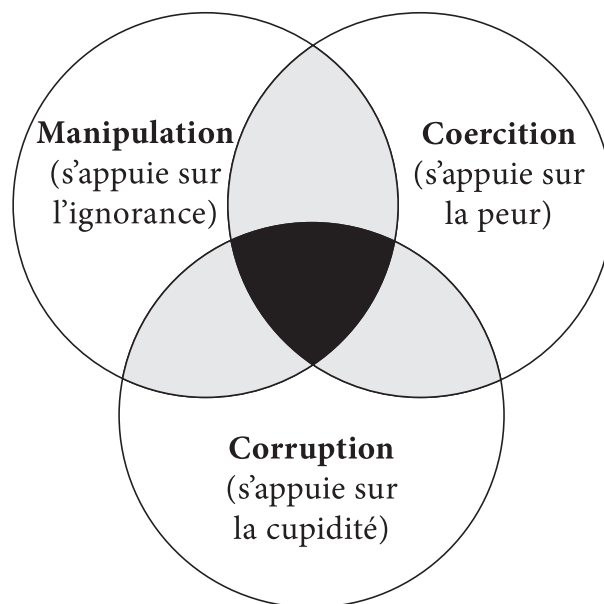 Manipulation
(s'appuie sur
l'ignorance)
Coercition
(s'appuie sur
la peur)
Corruption
(s'appuie sur
la cupidité)